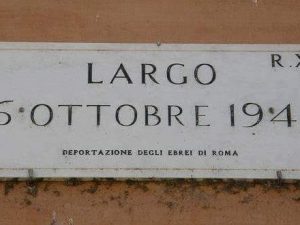 R.
LARGO
6 OTTOBRE 194
DEPORTAZIONE DEGLI EBREI DI ROMA